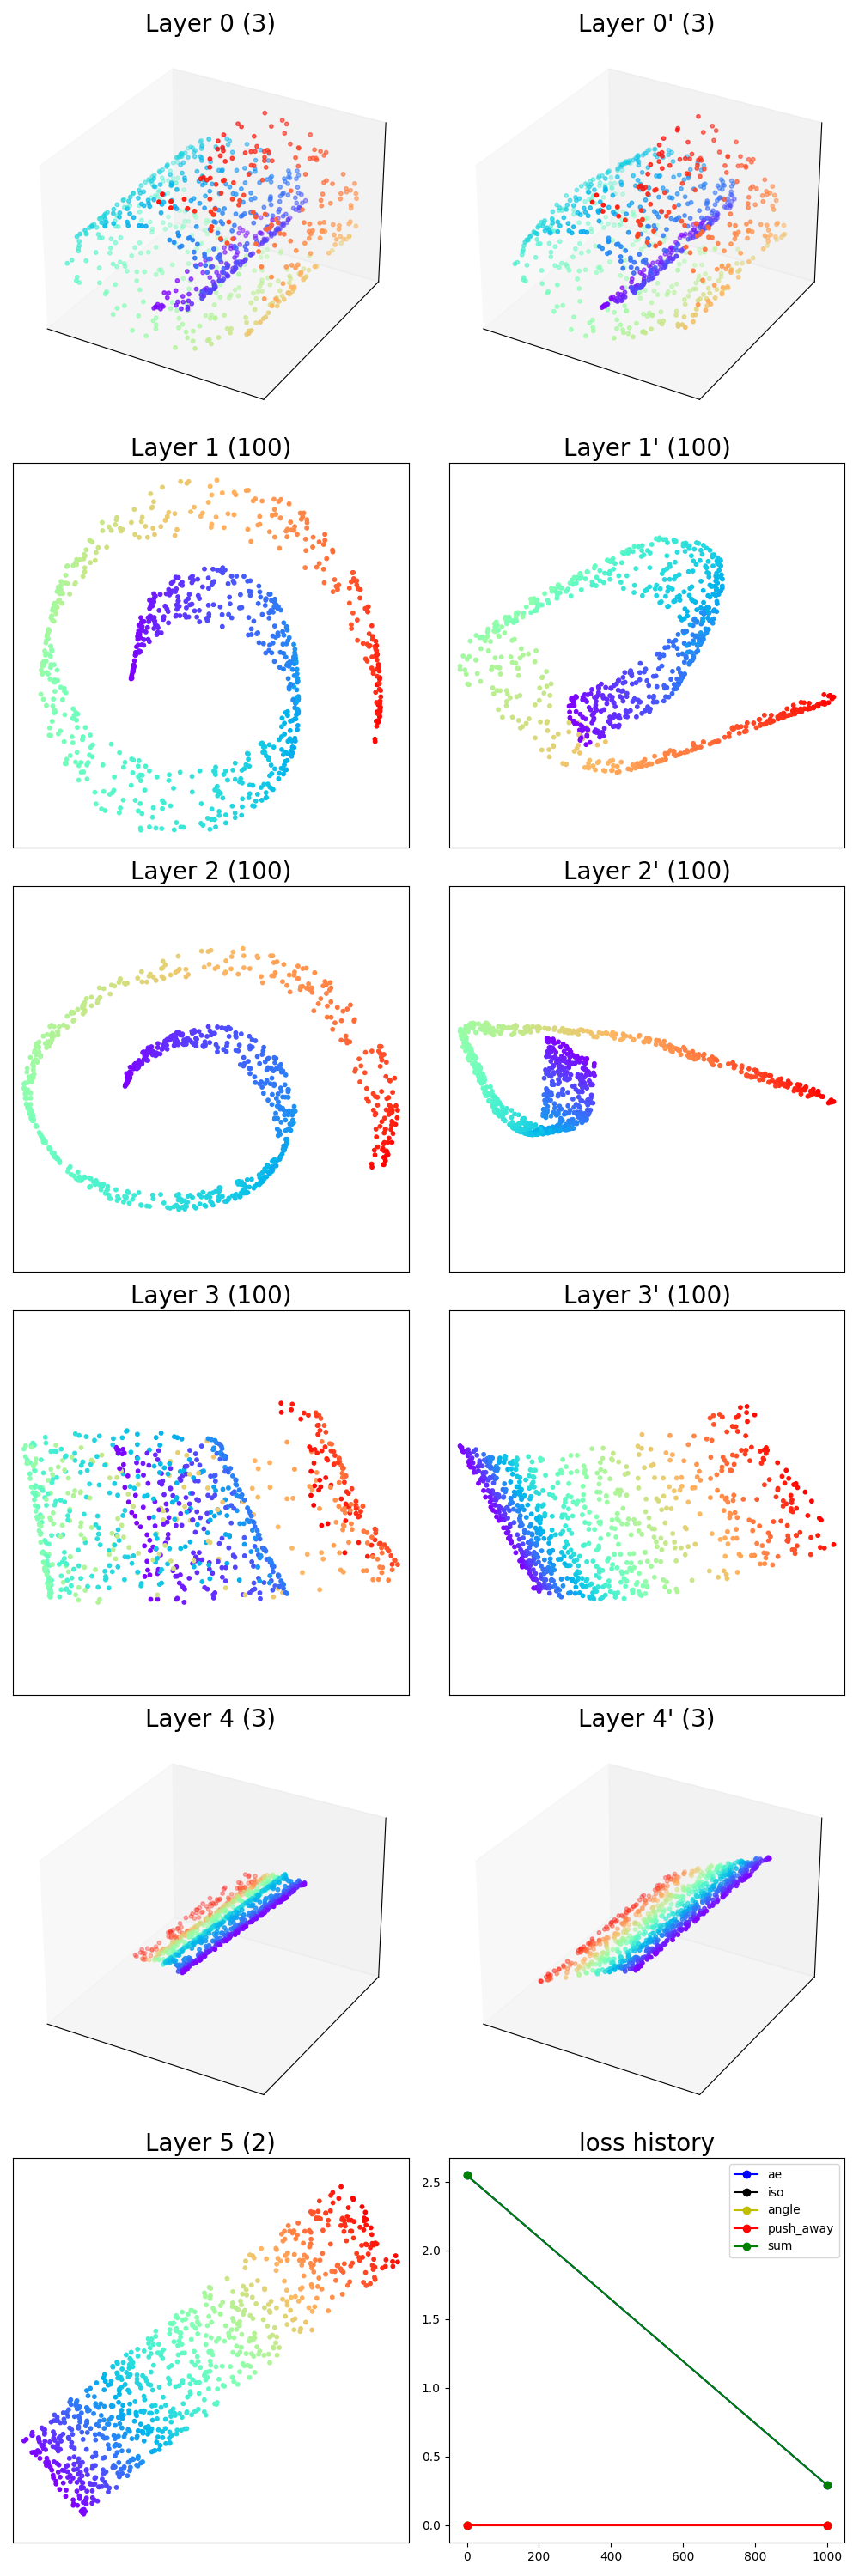 Layer 0 (3)
Layer 0' (3)
Layer 1 (100)
Layer 1' (100)
Layer 2 (100)
Layer 2' (100)
Layer 3 (100)
Layer 3' (100)
Layer 4 (3)
Layer 4' (3)
Layer 5 (2)
loss history
ae
iso
angle
push_away
sum
2.5
2.0
1.5
1.0
0.5
0.0
0 200 400 600 800 1000